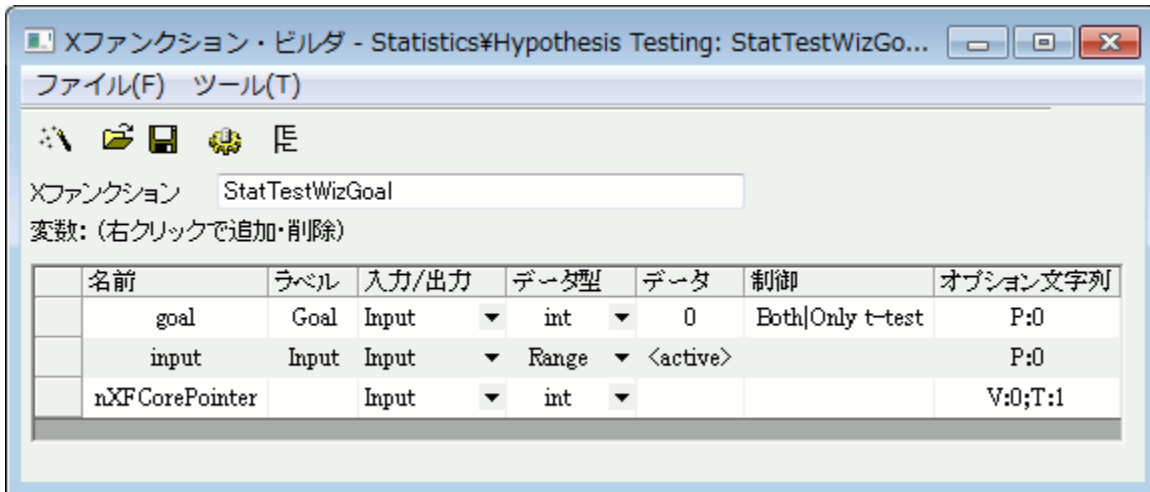 Xファンクション・ビルダ - Statistics¥Hypothesis Testing: StatTestWizGo...
ファイル(F) ツール(T)
Xファンクション StatTestWizGoal
変数: (右クリックで追加・削除)
名前 ラベル 入力/出力 データ型 データ 制御 オプション文字列
goal Goal Input int 0 Both|Only t-test P:0
input Input Input Range <active> P:0
nXFCorePointer Input int V:0;T:1